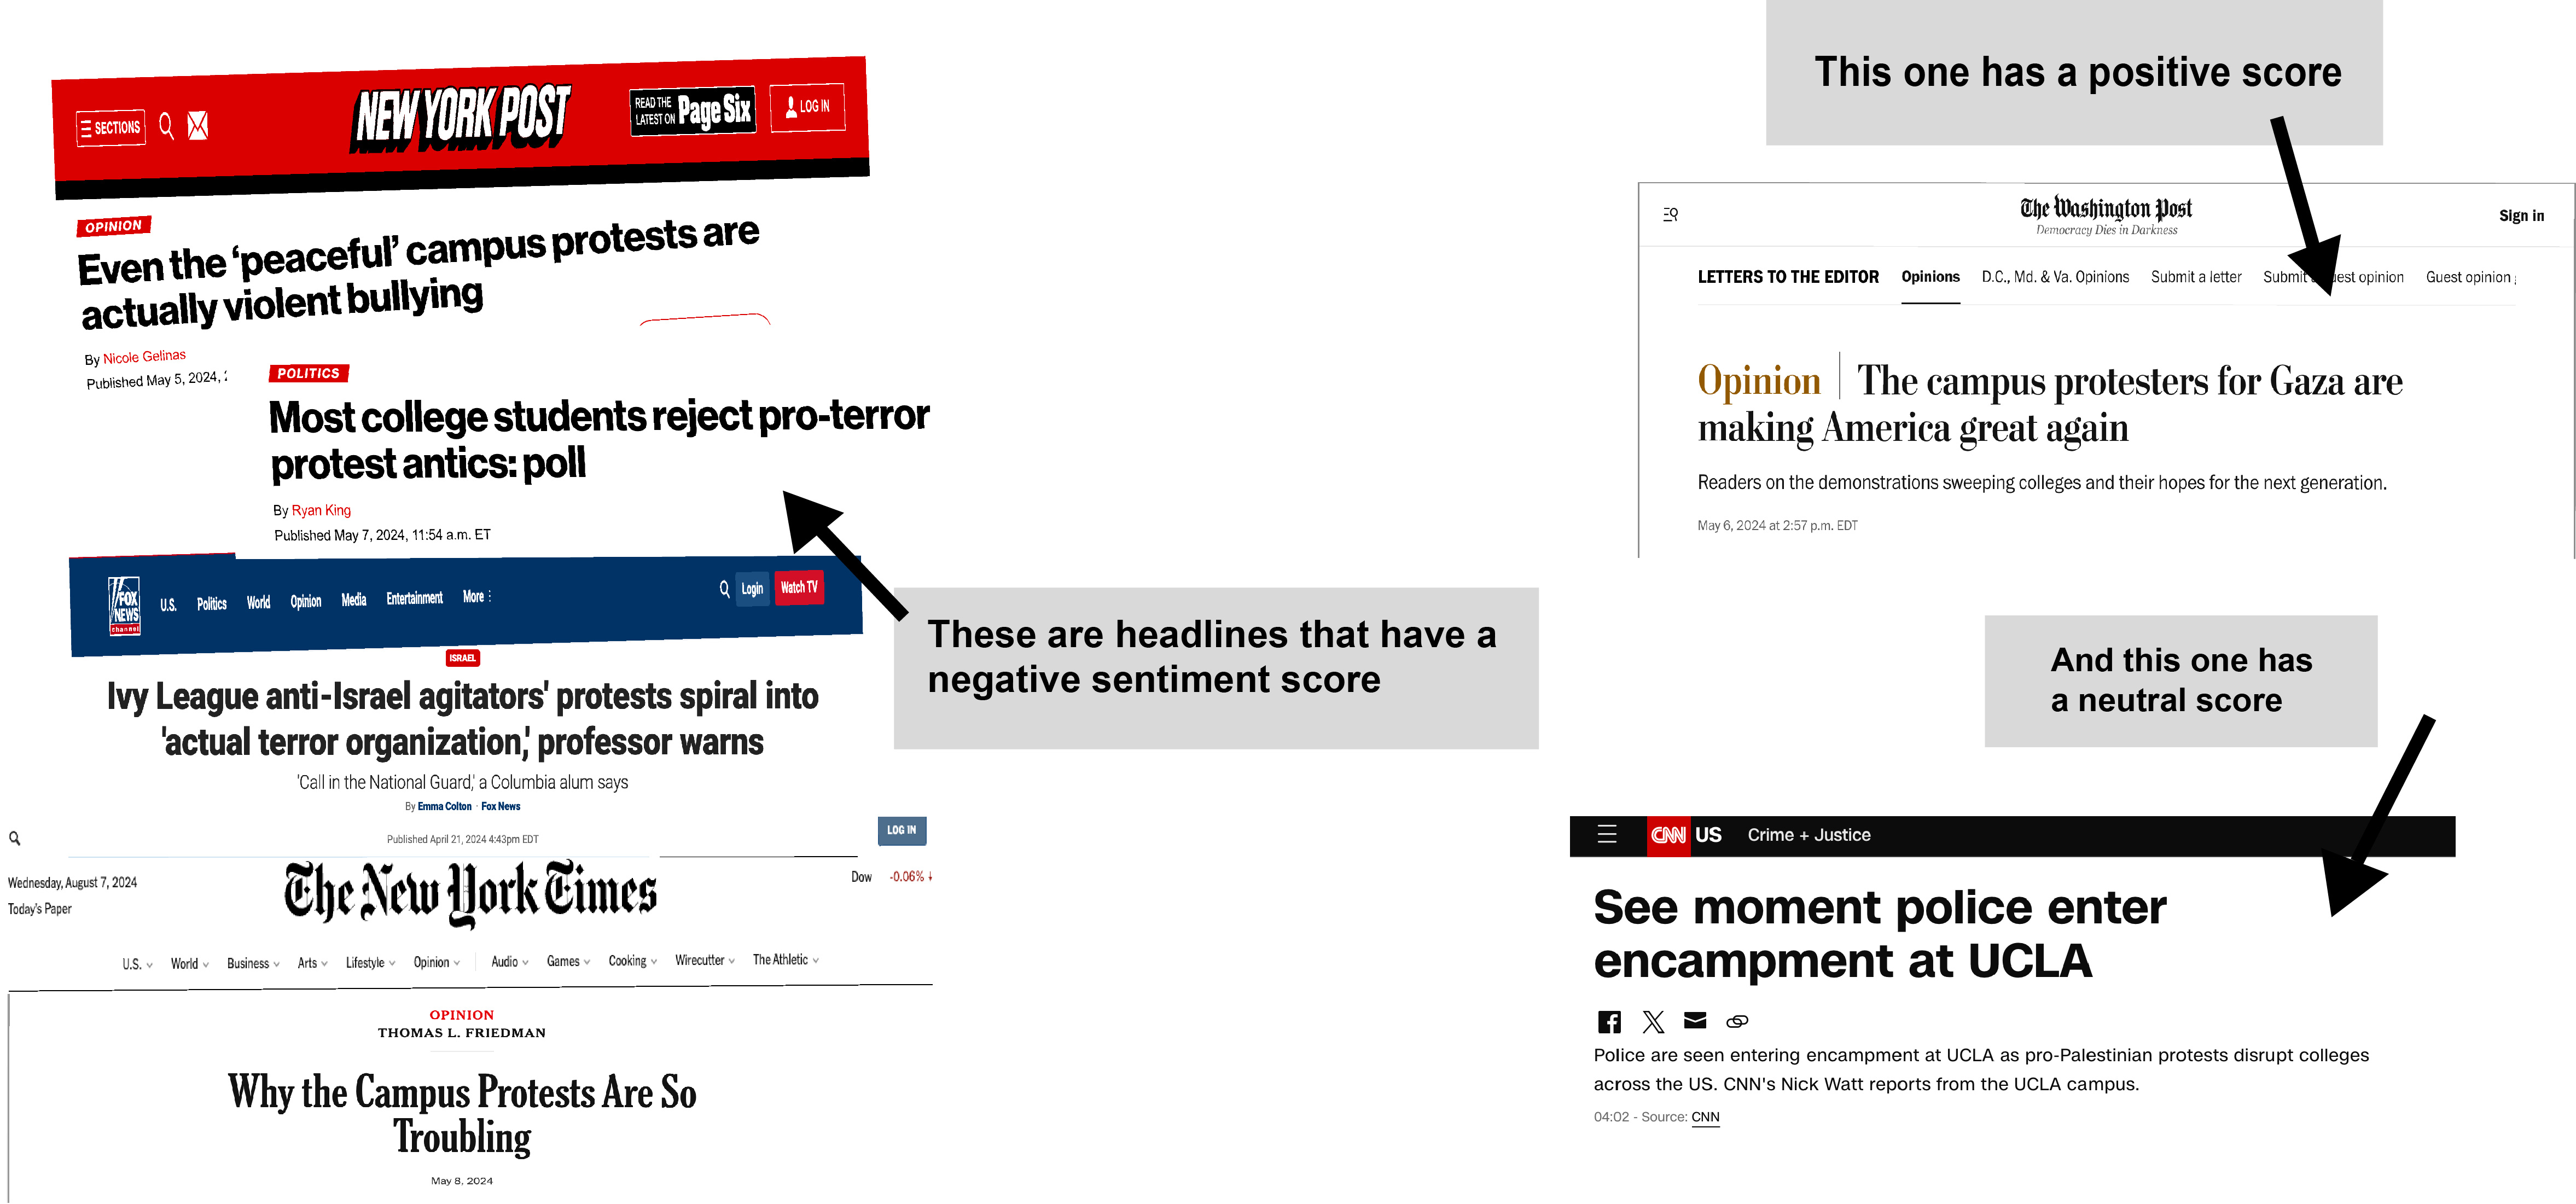 SECTIONS
NEW YORK POST
READ THE
LATEST ON
Page Six
LOG IN
OPINION
Even the ‘peaceful’ campus protests are
actually violent bullying
By Nicole Gelinas
Published May 5, 2024,
POLITICS
Most college students reject pro-terror
protest antics: poll
By Ryan King
Published May 7, 2024, 11:54 a.m. ET
FOX
NEWS
channel
U.S. Politics World Opinion Media Entertainment More
Login
Watch TV
ISRAEL
Ivy League anti-Israel agitators' protests spiral into
'actual terror organization,' professor warns
'Call in the National Guard,' a Columbia alum says
By Emma Colton · Fox News
Published April 21, 2024 4:43pm EDT
LOG IN
Wednesday, August 7, 2024
Today's Paper
The New York Times
Dow -0.06%
U.S. World Business Arts Lifestyle Opinion Audio Games Cooking Wirecutter The Athletic
OPINION
THOMAS L. FRIEDMAN
Why the Campus Protests Are So
Troubling
May 8, 2024
These are headlines that have a
negative sentiment score
This one has a positive score
The Washington Post
Democracy Dies in Darkness
Sign in
LETTERS TO THE EDITOR Opinions D.C., Md. & Va. Opinions Submit a letter Submit opinion Guest opinion
Opinion | The campus protesters for Gaza are
making America great again
Readers on the demonstrations sweeping colleges and their hopes for the next generation.
May 6, 2024 at 2:57 p.m. EDT
And this one has
a neutral score
CNN US Crime + Justice
See moment police enter
encampment at UCLA
Police are seen entering encampment at UCLA as pro-Palestinian protests disrupt colleges
across the US. CNN's Nick Watt reports from the UCLA campus.
04:02 - Source: CNN